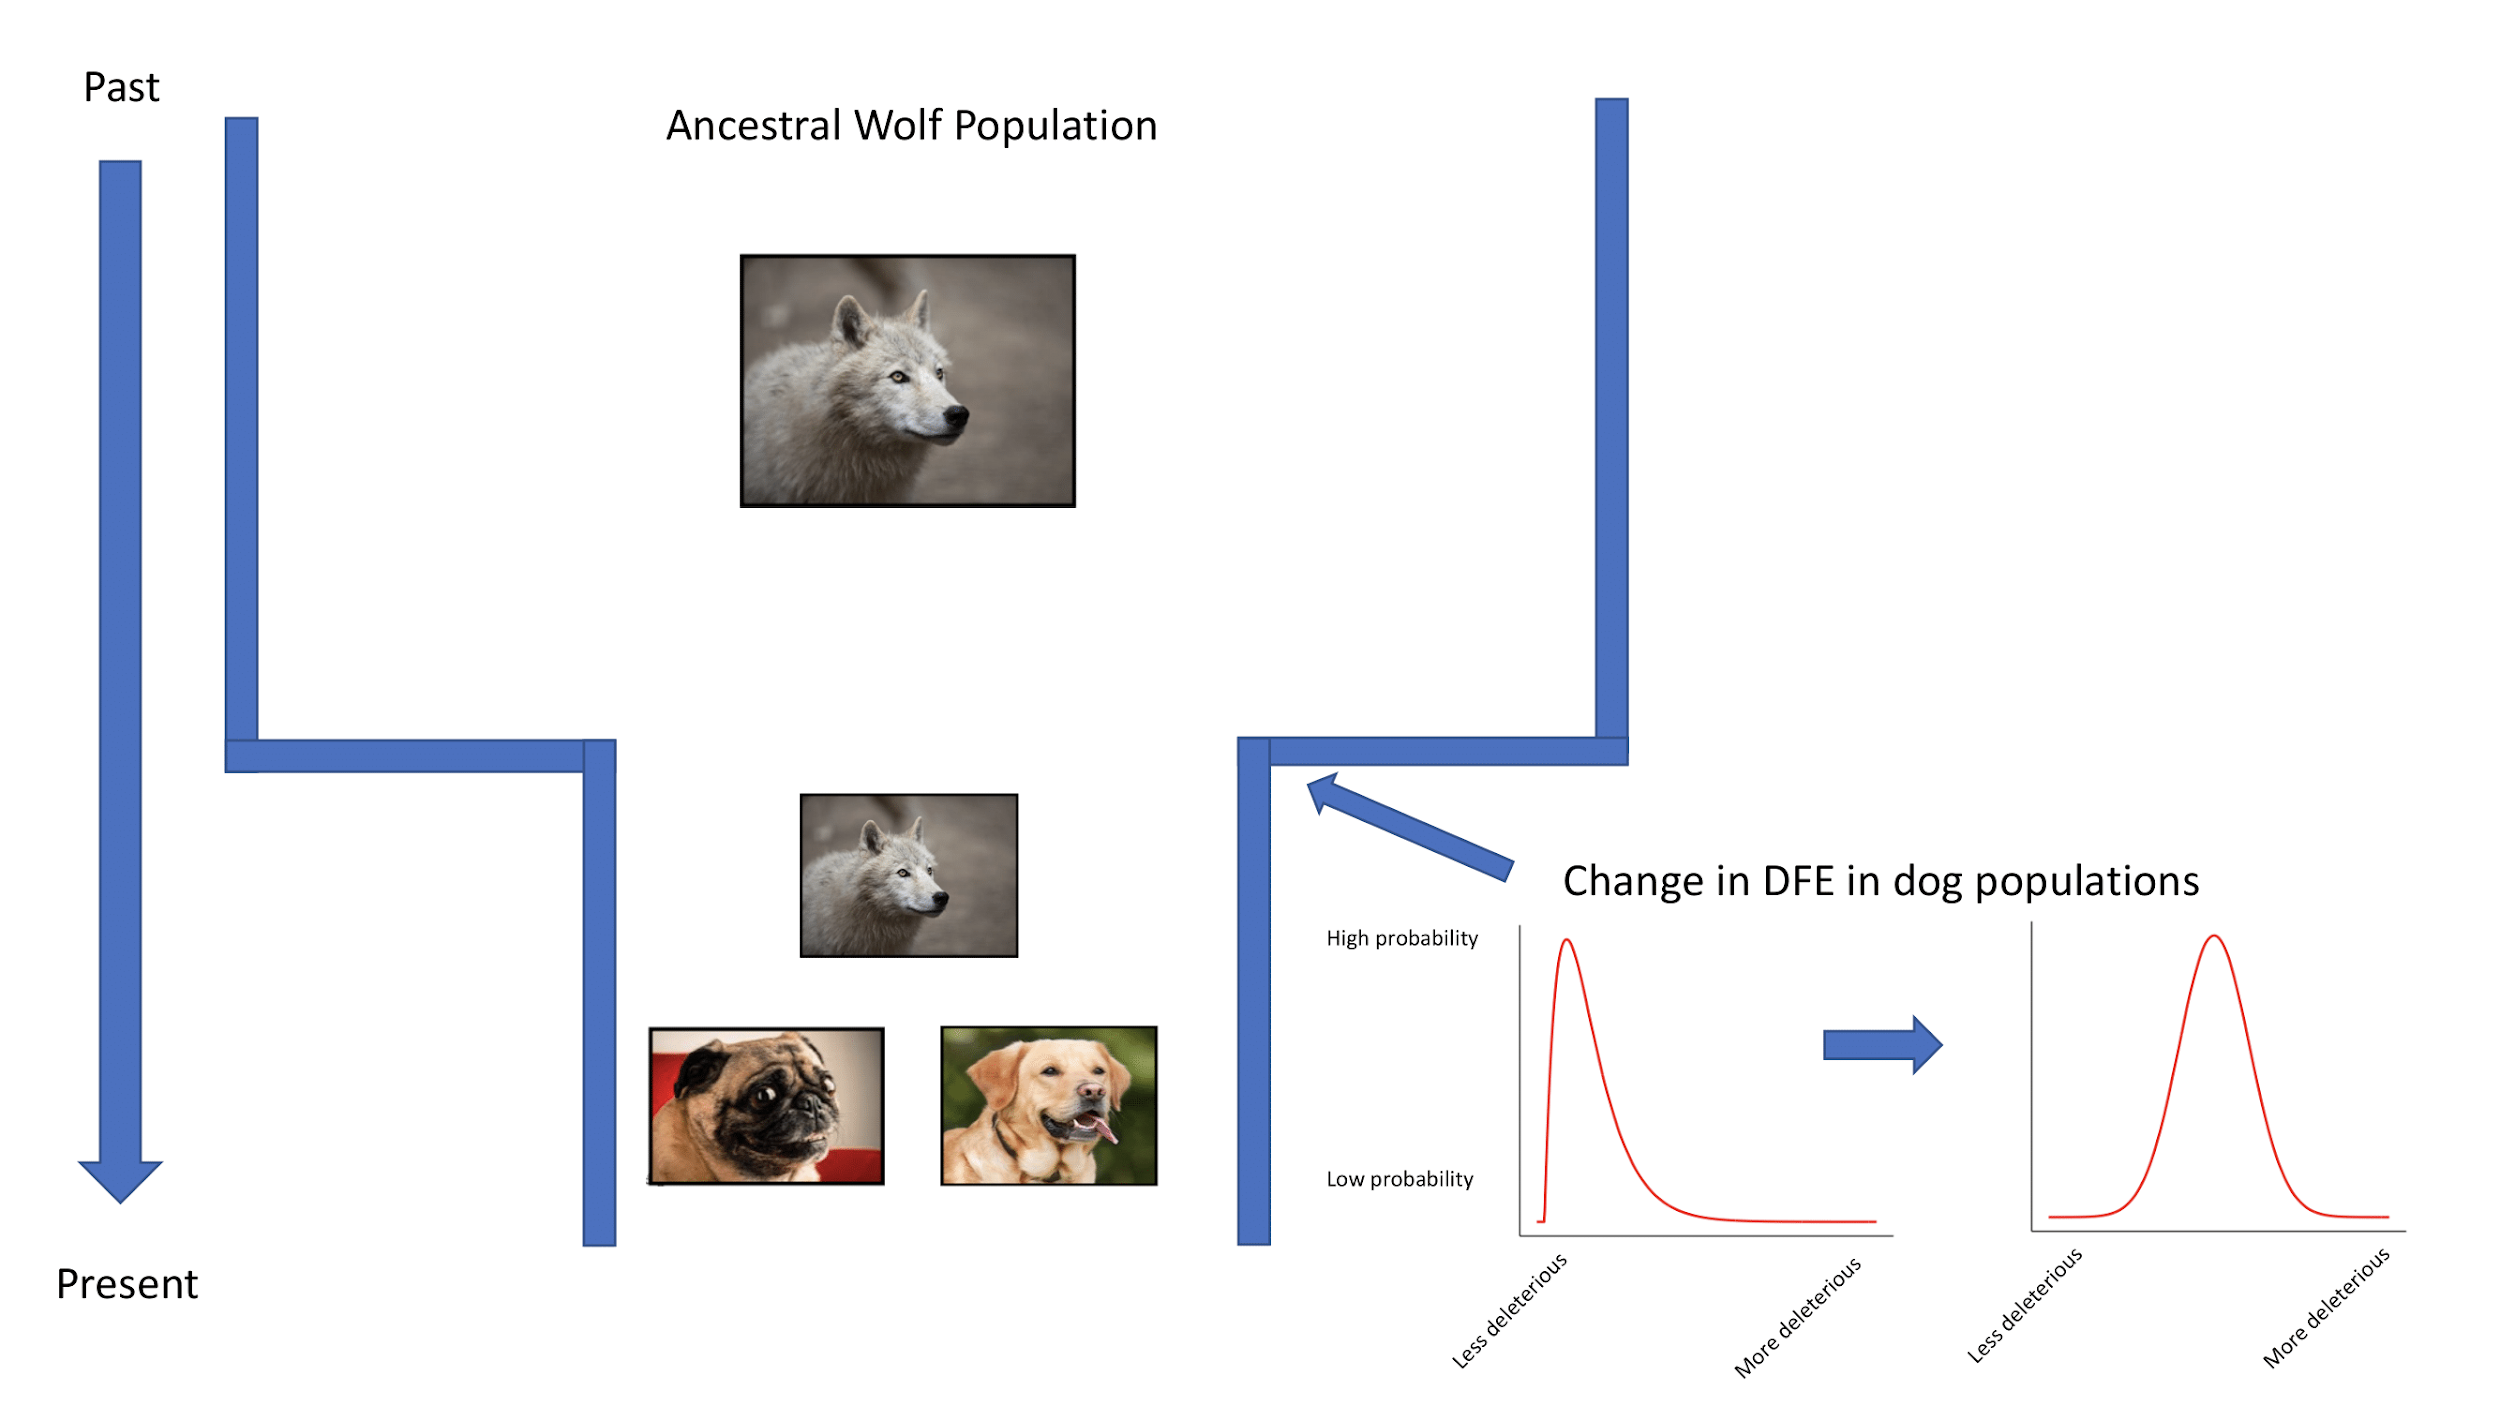 Past
Ancestral Wolf Population
Change in DFE in dog populations
High probability
Low probability
Less deleterious
More deleterious
Less deleterious
More deleterious
Present